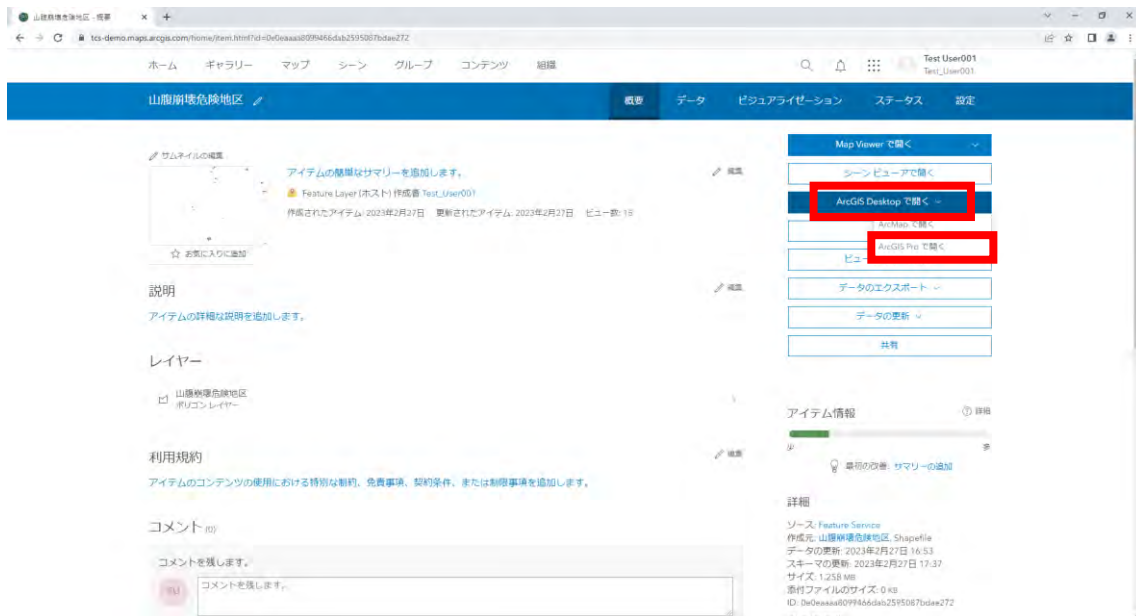 山腹崩壊危険地区 - 概要
tcs-demo.maps.arcgis.com/home/item.html?id=0e0eaaaa8099466dab2595087bdae272
ホーム ギャラリー マップ シーン グループ コンテンツ 組織
Test User001
Test_User001
山腹崩壊危険地区
概要 データ ビジュアライゼーション ステータス 設定
サムネイルの編集
アイテムの簡単なサマリーを追加します。
編集
Feature Layer (ホスト) 作成者 Test_User001
作成されたアイテム: 2023年2月27日 更新されたアイテム: 2023年2月27日 ビュー数: 19
お気に入りに追加
説明
編集
アイテムの詳細な説明を追加します。
レイヤー
山腹崩壊危険地区
ポリゴン レイヤー
利用規約
編集
アイテムのコンテンツの使用における特別な制約、免責事項、契約条件、または制限事項を追加します。
コメント (0)
コメントを残します。
TU
コメントを残します。
Map Viewer で開く
シーン ビューアで開く
ArcGIS Desktop で開く
ArcMap で開く
ArcGIS Pro で開く
ビュー
データのエクスポート
データの更新
共有
アイテム情報
詳細
少
多
最初の改善: サマリーの追加
詳細
ソース: Feature Service
作成元: 山腹崩壊危険地区, Shapefile
データの更新: 2023年2月27日 16:53
スキーマの更新: 2023年2月27日 17:37
サイズ: 1.258 MB
添付ファイルのサイズ: 0 KB
ID: 0e0eaaaa8099466dab2595087bdae272